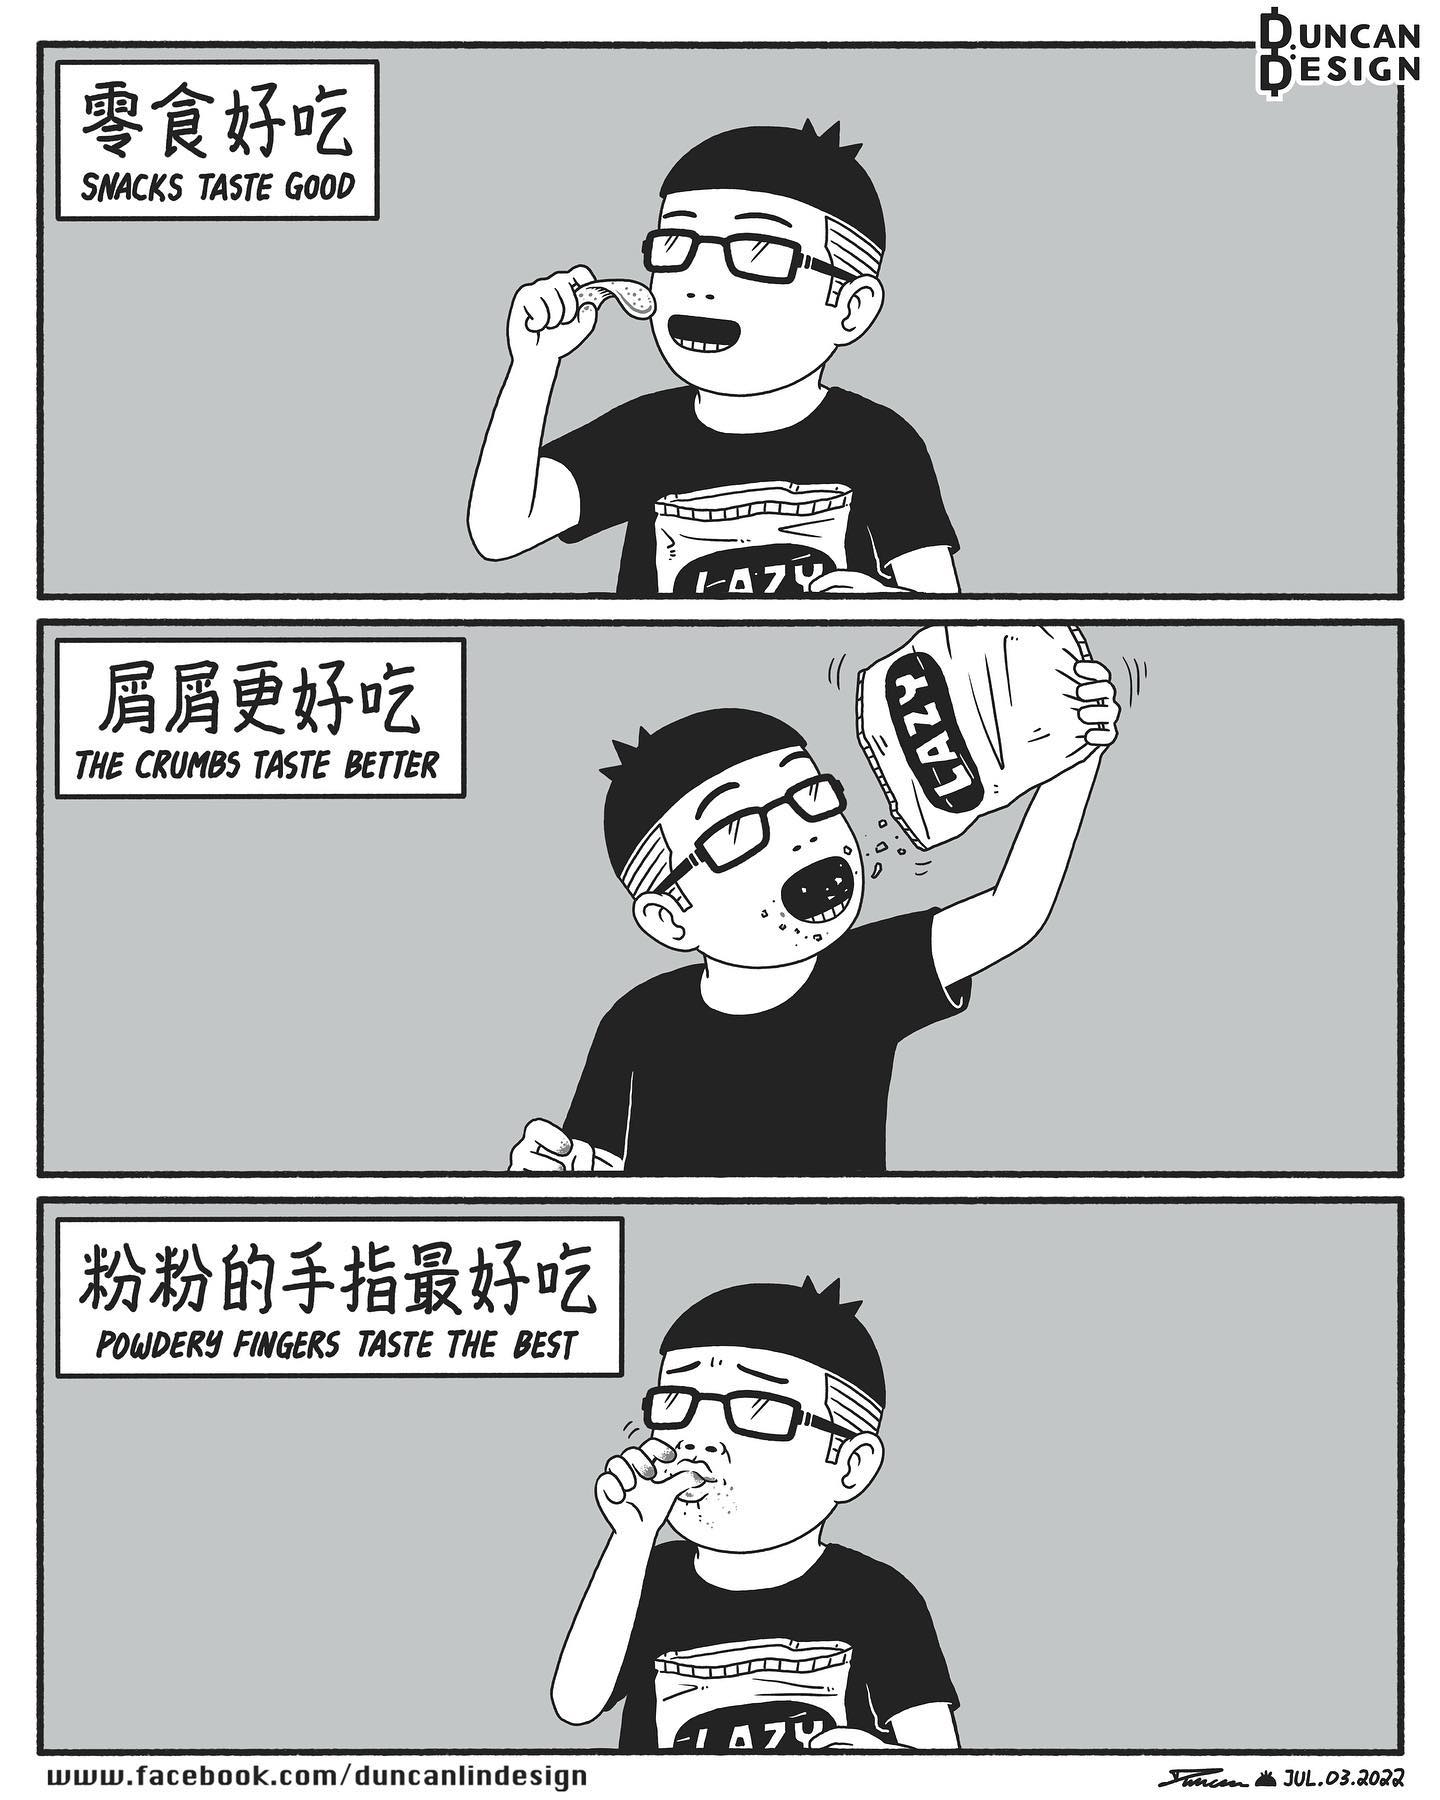 DUNCAN
DESIGN
零食好吃
SNACKS TASTE GOOD
LAZY
屑屑更好吃
THE CRUMBS TASTE BETTER
LAZY
粉粉的手指最好吃
POWDERY FINGERS TASTE THE BEST
LAZY
www.facebook.com/duncanlindesign
Duncan JUL.03.2022